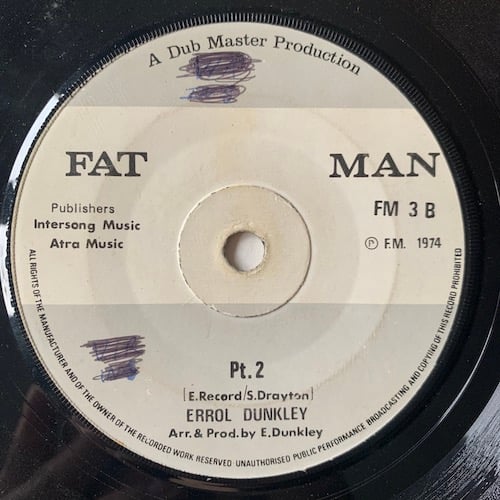 A Dub Master Production
FAT MAN
Publishers
Intersong Music
Atra Music
FM 3 B
℗ F.M. 1974
Pt. 2
[E.Record/S.Drayton]
ERROL DUNKLEY
Arr. & Prod. by E.Dunkley
ALL RIGHTS OF THE MANUFACTURER AND OF THE OWNER OF THE RECORDED WORK RESERVED UNAUTHORISED PUBLIC PERFORMANCE BROADCASTING AND COPYING OF THIS RECORD PROHIBITED